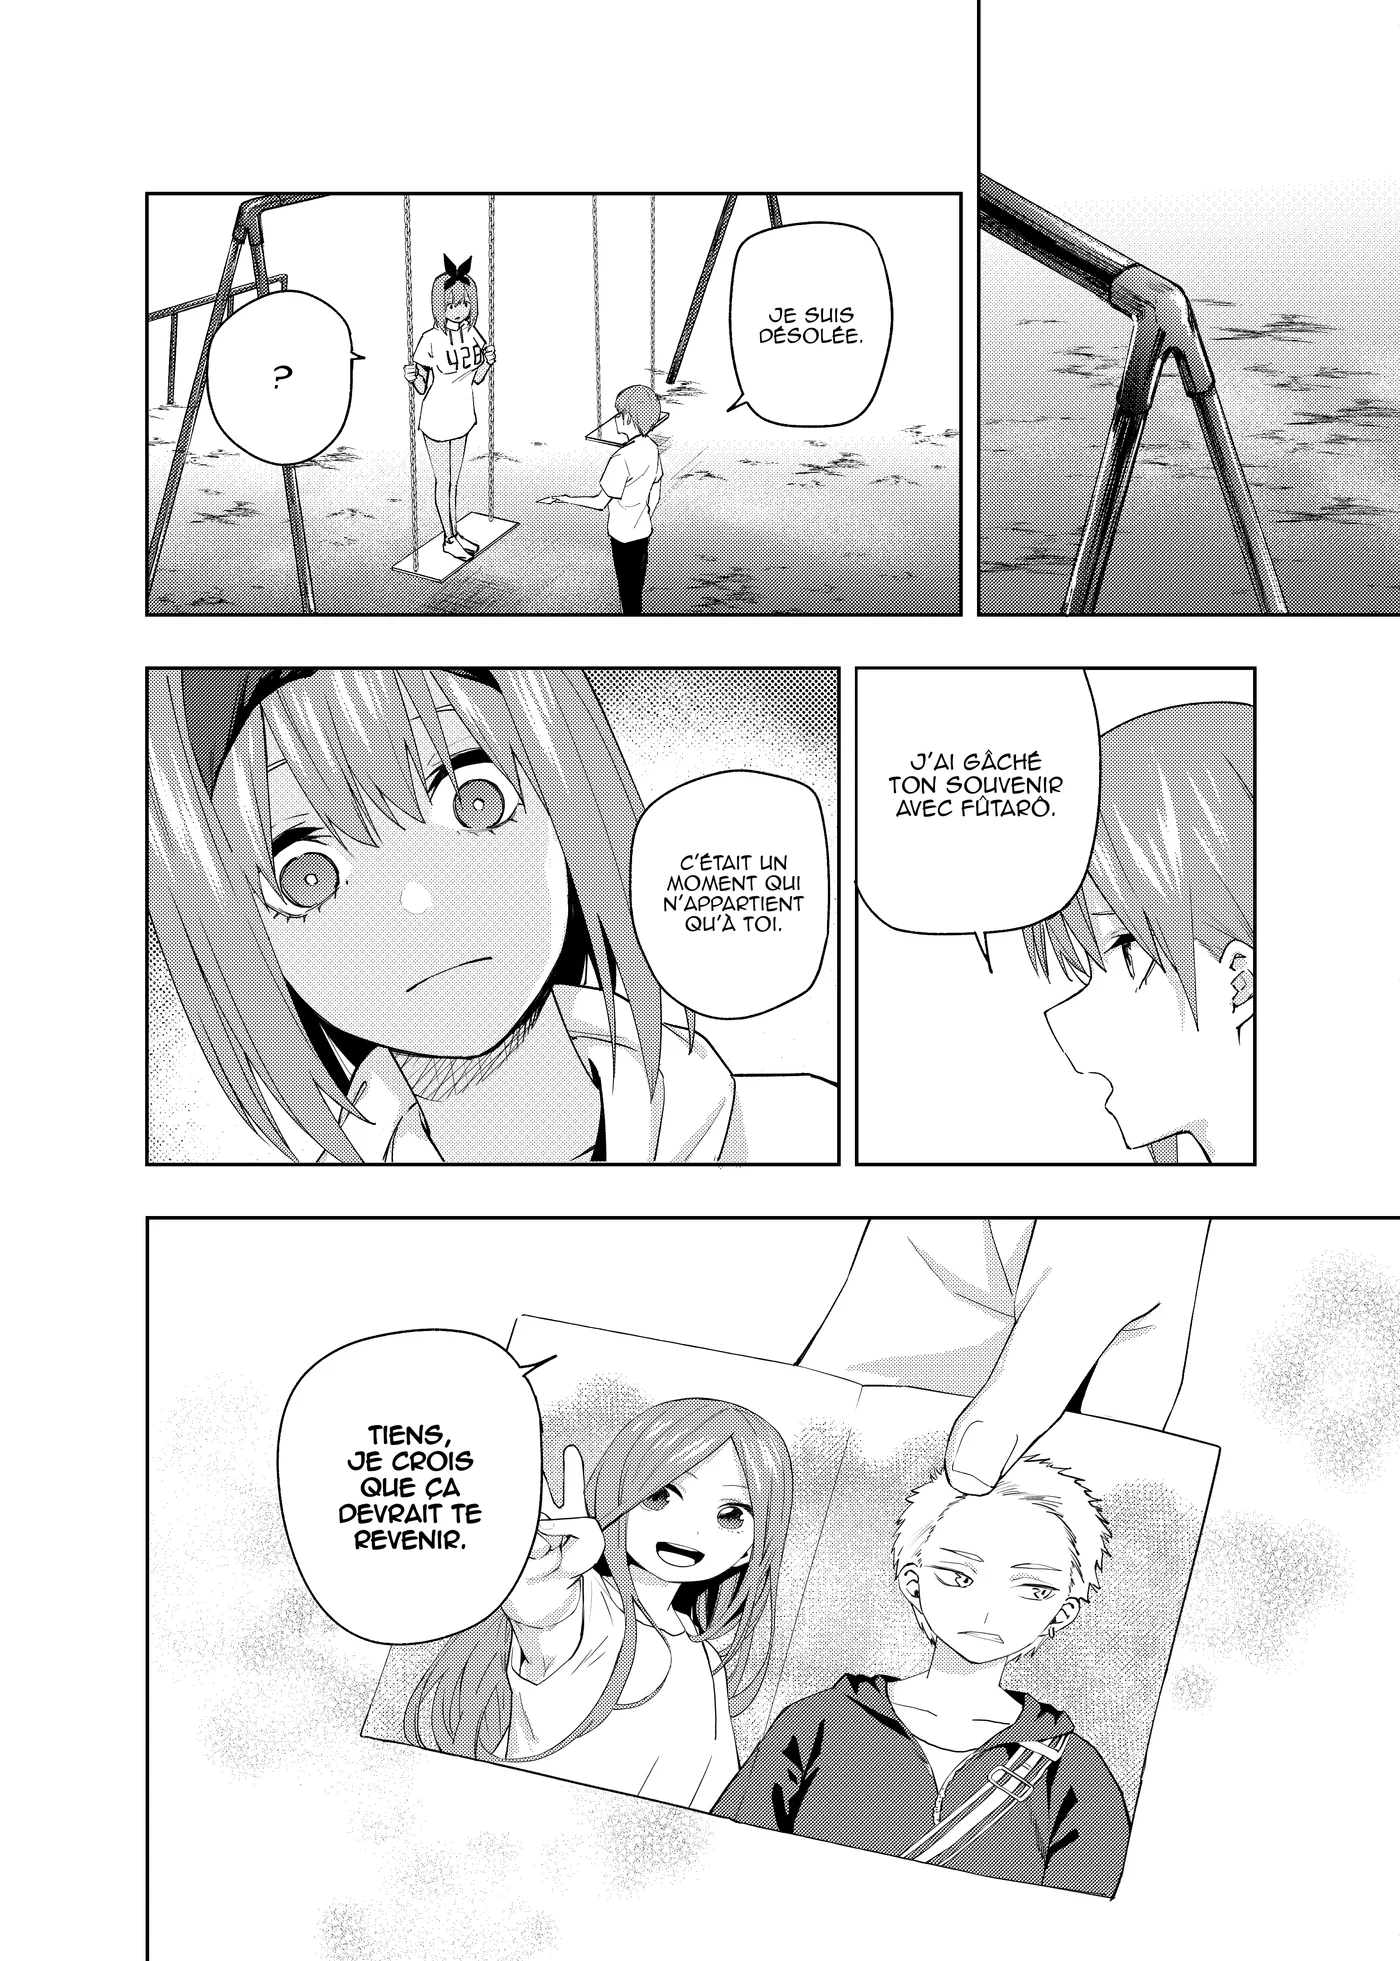 JE SUIS
DÉSOLÉE.
?
428
J'AI GÂCHÉ
TON SOUVENIR
AVEC FÛTARÔ.
C'ÉTAIT UN
MOMENT QUI
N'APPARTIENT
QU'À TOI.
TIENS,
JE CROIS
QUE ÇA
DEVRAIT TE
REVENIR.